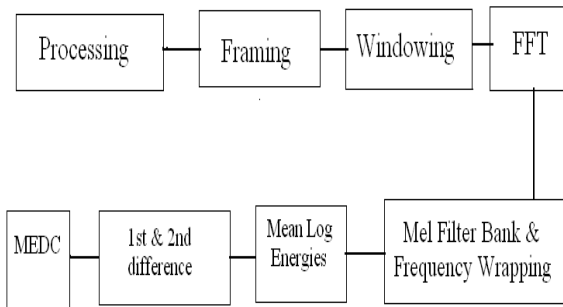 Processing
Framing
Windowing
FFT
Mel Filter Bank &
Frequency Wrapping
Mean Log
Energies
1st & 2nd
difference
MEDC